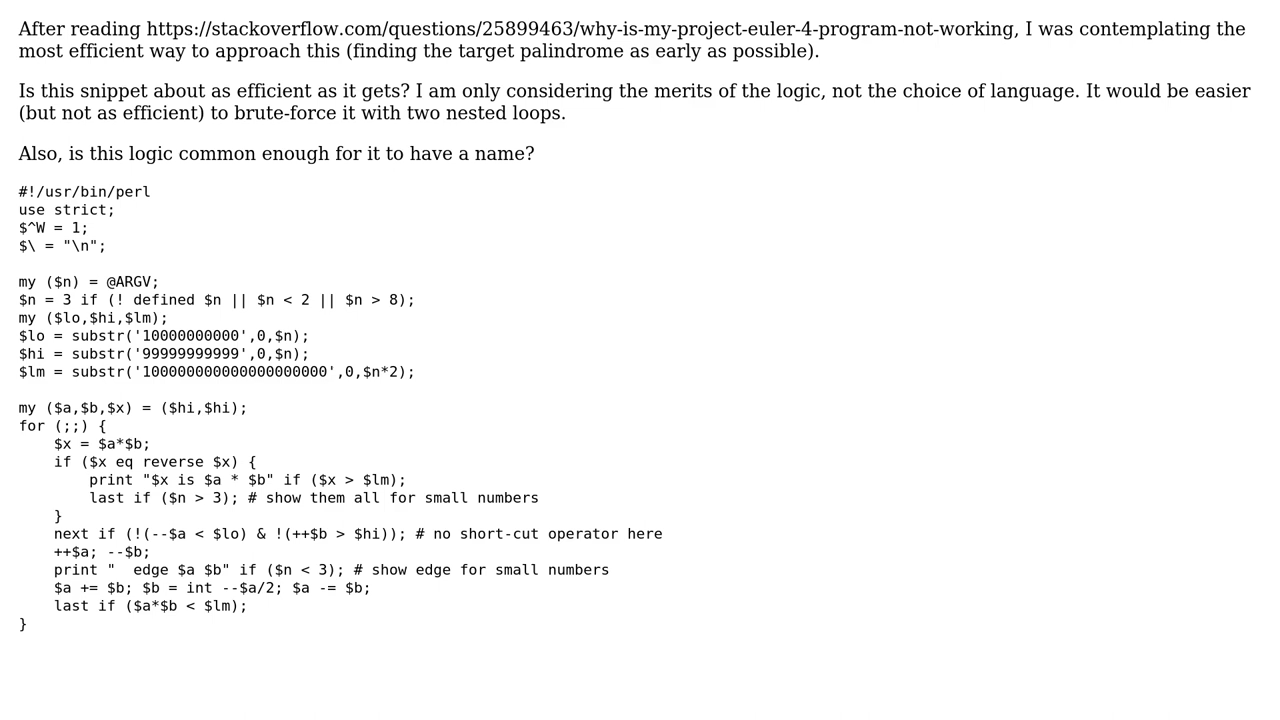 After reading https://stackoverflow.com/questions/25899463/why-is-my-project-euler-4-program-not-working, I was contemplating the
most efficient way to approach this (finding the target palindrome as early as possible).
Is this snippet about as efficient as it gets? I am only considering the merits of the logic, not the choice of language. It would be easier
(but not as efficient) to brute-force it with two nested loops.
Also, is this logic common enough for it to have a name?
#!/usr/bin/perl
use strict;
$^W = 1;
$\ = "\n";
my ($n) = @ARGV;
$n = 3 if (! defined $n || $n < 2 || $n > 8);
my ($lo,$hi,$lm);
$lo = substr('10000000000',0,$n);
$hi = substr('99999999999',0,$n);
$lm = substr('100000000000000000000',0,$n*2);
my ($a,$b,$x) = ($hi,$hi);
for (;;) {
    $x = $a*$b;
    if ($x eq reverse $x) {
        print "$x is $a * $b" if ($x > $lm);
        last if ($n > 3); # show them all for small numbers
    }
    next if (!(--$a < $lo) & !(++$b > $hi)); # no short-cut operator here
    ++$a; --$b;
    print "  edge $a $b" if ($n < 3); # show edge for small numbers
    $a += $b; $b = int --$a/2; $a -= $b;
    last if ($a*$b < $lm);
}